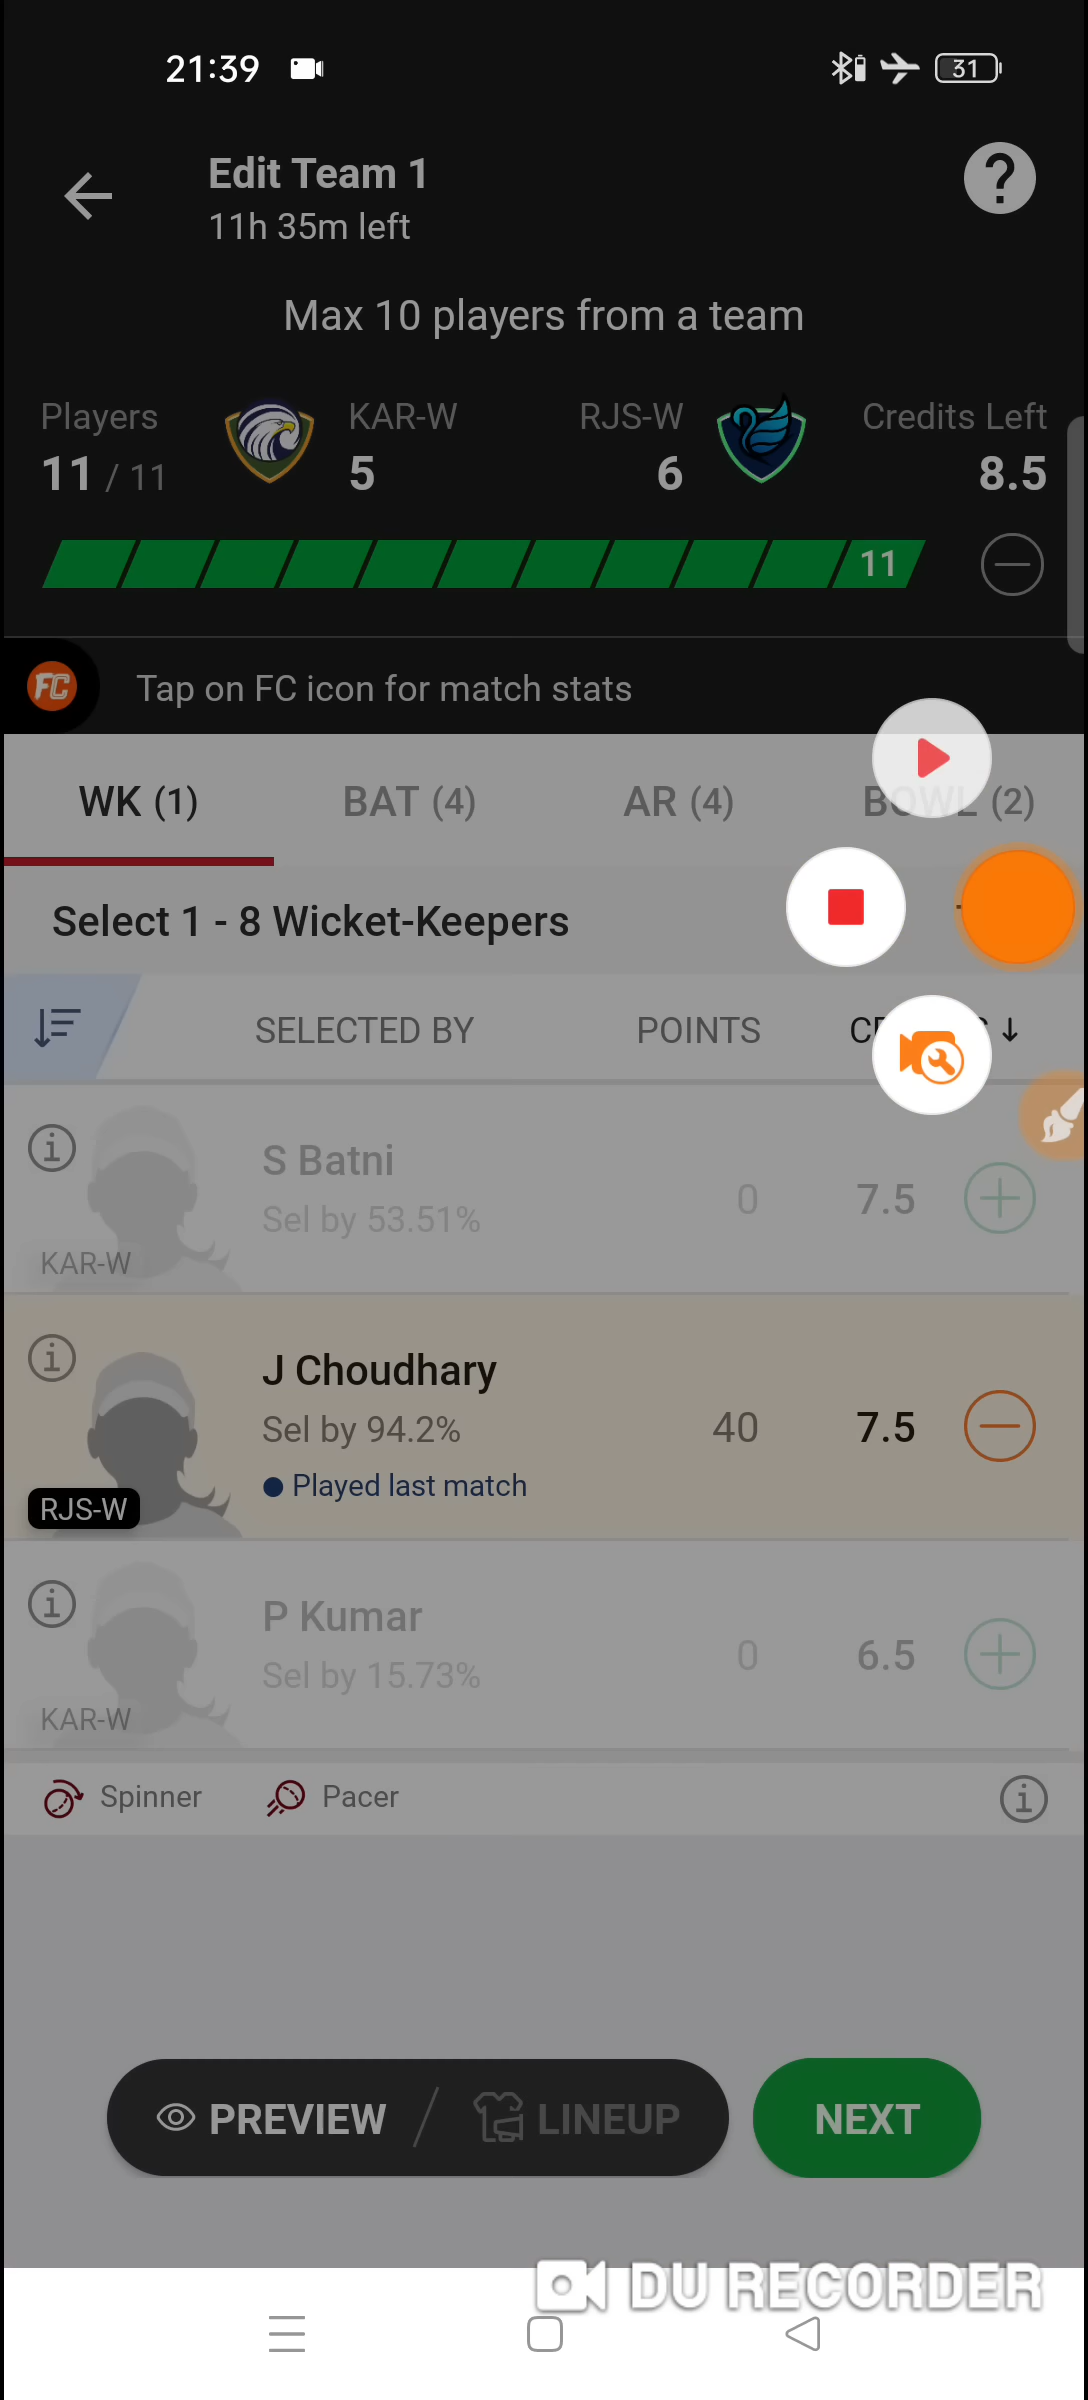 21:39
31
Edit Team 1
11h 35m left
Max 10 players from a team
Players
KAR-W
RJS-W
Credits Left
11 / 11
5
6
8.5
11
FC
Tap on FC icon for match stats
WK (1)
BAT (4)
AR (4)
BOWL (2)
Select 1 - 8 Wicket-Keepers
SELECTED BY
POINTS
S Batni
Sel by 53.51%
0
7.5
KAR-W
J Choudhary
Sel by 94.2%
40
7.5
Played last match
RJS-W
P Kumar
Sel by 15.73%
0
6.5
KAR-W
Spinner
Pacer
PREVIEW
LINEUP
NEXT
DU RECORDER